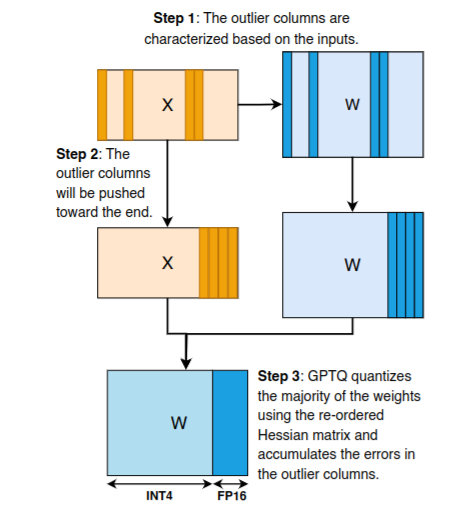 Step 1: The outlier columns are
characterized based on the inputs.
X
W
Step 2: The
outlier columns
will be pushed
toward the end.
X
W
W
Step 3: GPTQ quantizes
the majority of the weights
using the re-ordered
Hessian matrix and
accumulates the errors in
the outlier columns.
INT4
FP16